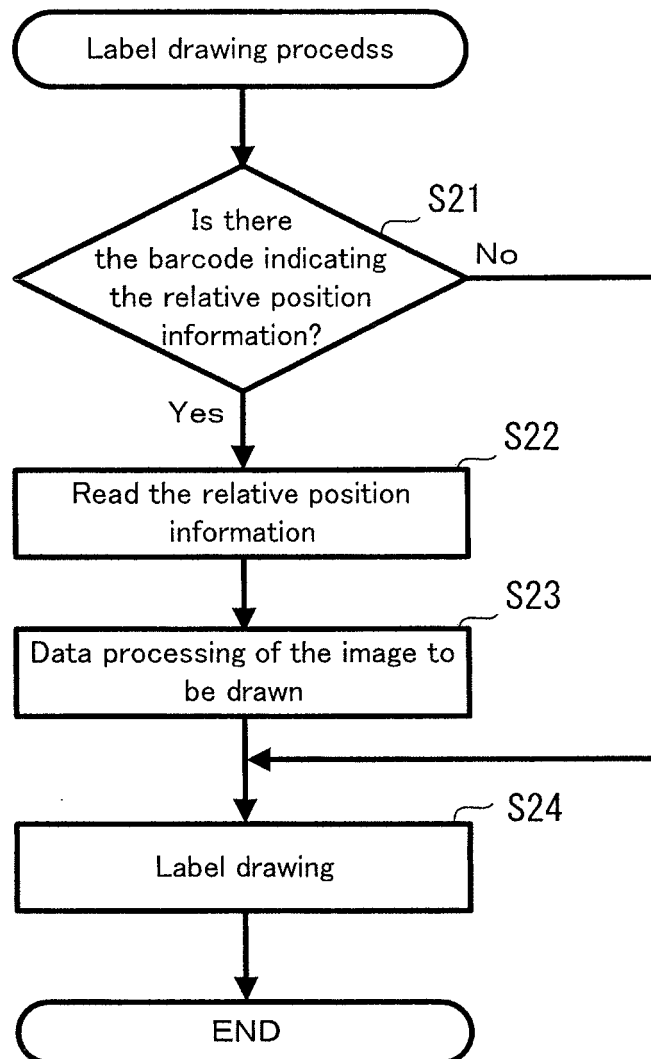 Label drawing procedss
S21
Is there
the barcode indicating
the relative position
information?
No
Yes
S22
Read the relative position
information
S23
Data processing of the image to
be drawn
S24
Label drawing
END